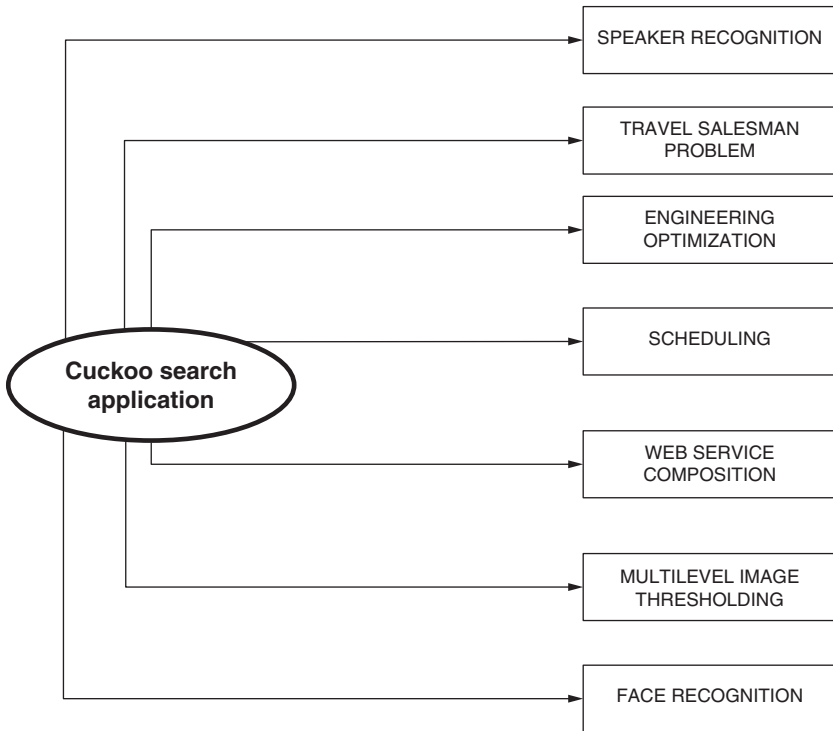 SPEAKER RECOGNITION
TRAVEL SALESMAN
PROBLEM
ENGINEERING
OPTIMIZATION
SCHEDULING
Cuckoo search
application
WEB SERVICE
COMPOSITION
MULTILEVEL IMAGE
THRESHOLDING
FACE RECOGNITION